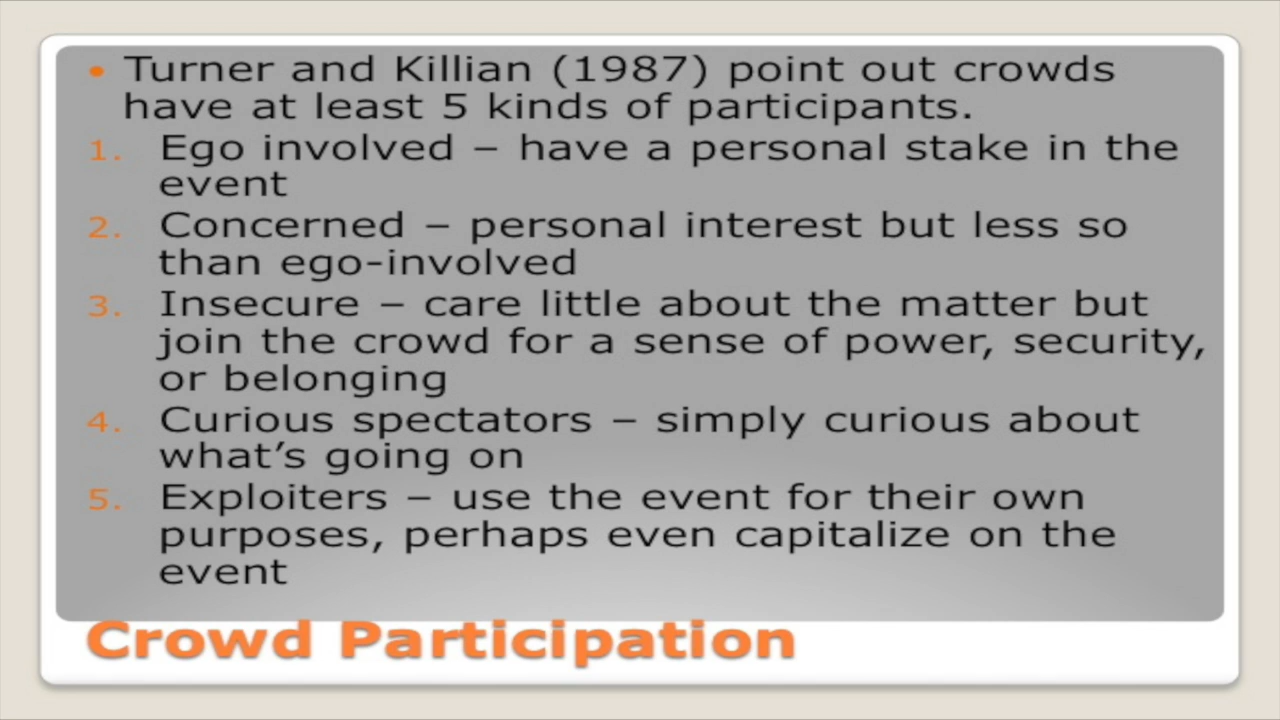 • Turner and Killian (1987) point out crowds
have at least 5 kinds of participants.
1. Ego involved – have a personal stake in the
event
2. Concerned – personal interest but less so
than ego-involved
3. Insecure – care little about the matter but
join the crowd for a sense of power, security,
or belonging
4. Curious spectators – simply curious about
what’s going on
5. Exploiters – use the event for their own
purposes, perhaps even capitalize on the
event
Crowd Participation